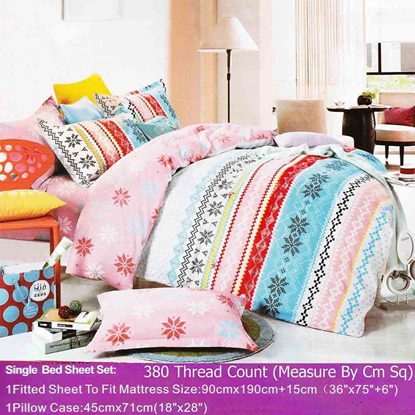 Single Bed Sheet Set: 380 Thread Count (Measure By Cm Sq)
1Fitted Sheet To Fit Mattress Size:90cmx190cm+15cm (36"x75"+6")
1Pillow Case:45cmx71cm(18"x28")